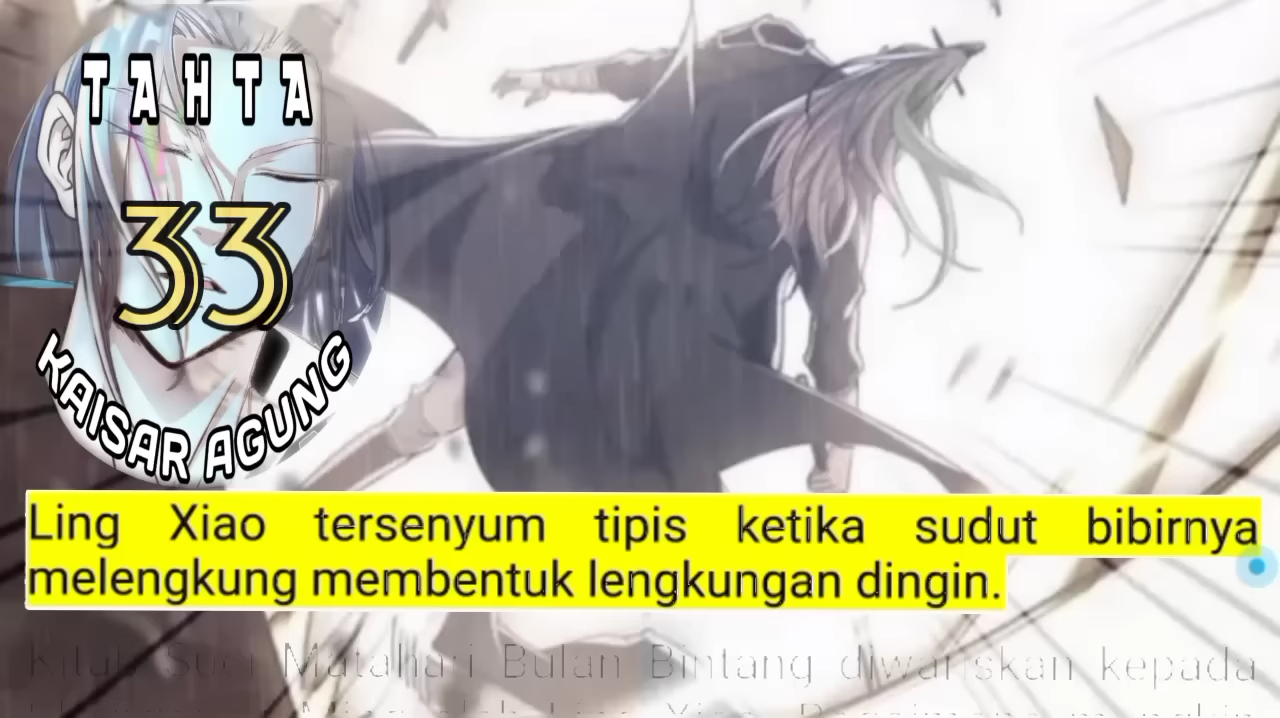 TAHTA
33
KAISAR AGUNG
Ling Xiao tersenyum tipis ketika sudut bibirnya
melengkung membentuk lengkungan dingin.
Kitab Suci Matahari Bulan Bintang diwariskan kepada